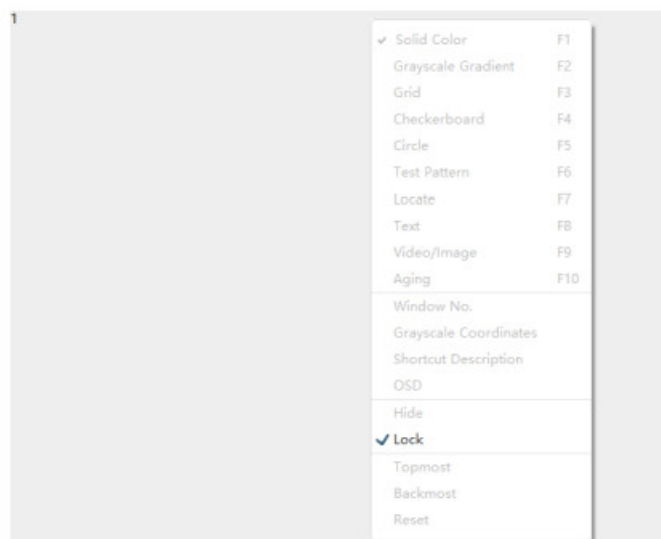 1
Solid Color F1
Grayscale Gradient F2
Grid F3
Checkerboard F4
Circle F5
Test Pattern F6
Locate F7
Text F8
Video/Image F9
Aging F10
Window No.
Grayscale Coordinates
Shortcut Description
OSD
Hide
Lock
Topmost
Backmost
Reset